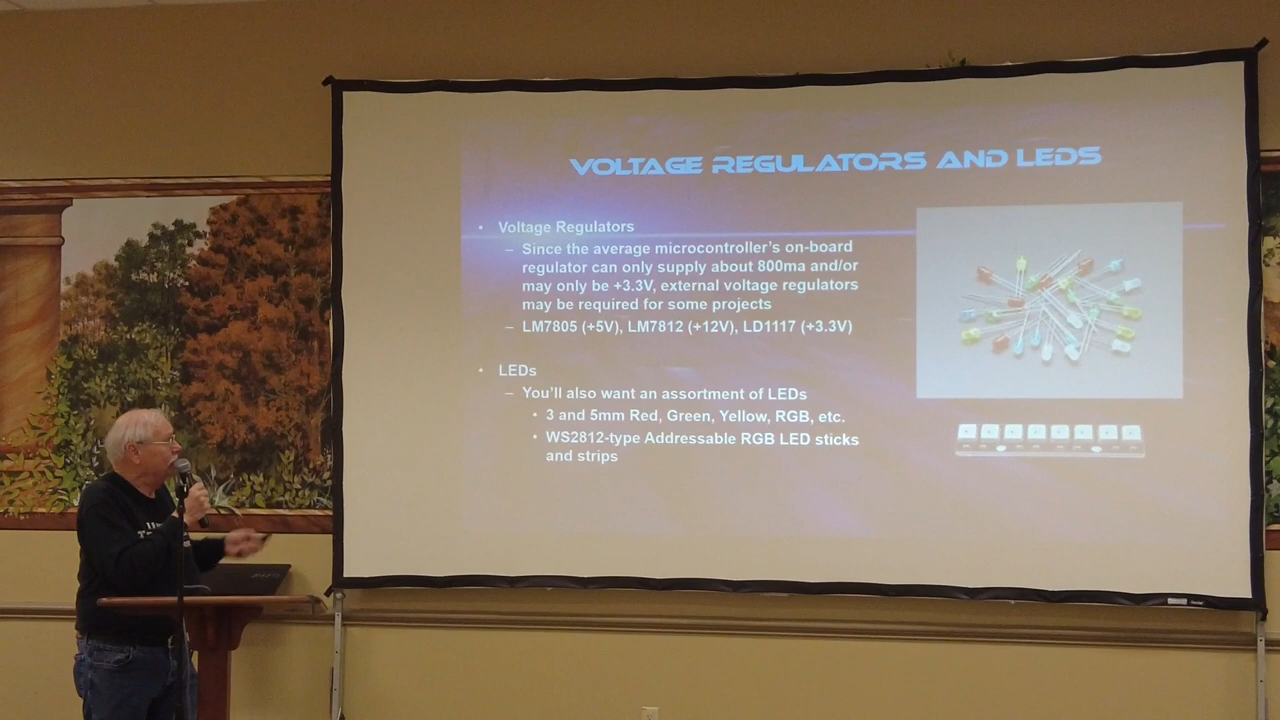 VOLTAGE REGULATORS AND LEDS
• Voltage Regulators
– Since the average microcontroller's on-board
regulator can only supply about 800ma and/or
may only be +3.3V, external voltage regulators
may be required for some projects
– LM7805 (+5V), LM7812 (+12V), LD1117 (+3.3V)
• LEDs
– You'll also want an assortment of LEDs
• 3 and 5mm Red, Green, Yellow, RGB, etc.
• WS2812-type Addressable RGB LED sticks
and strips